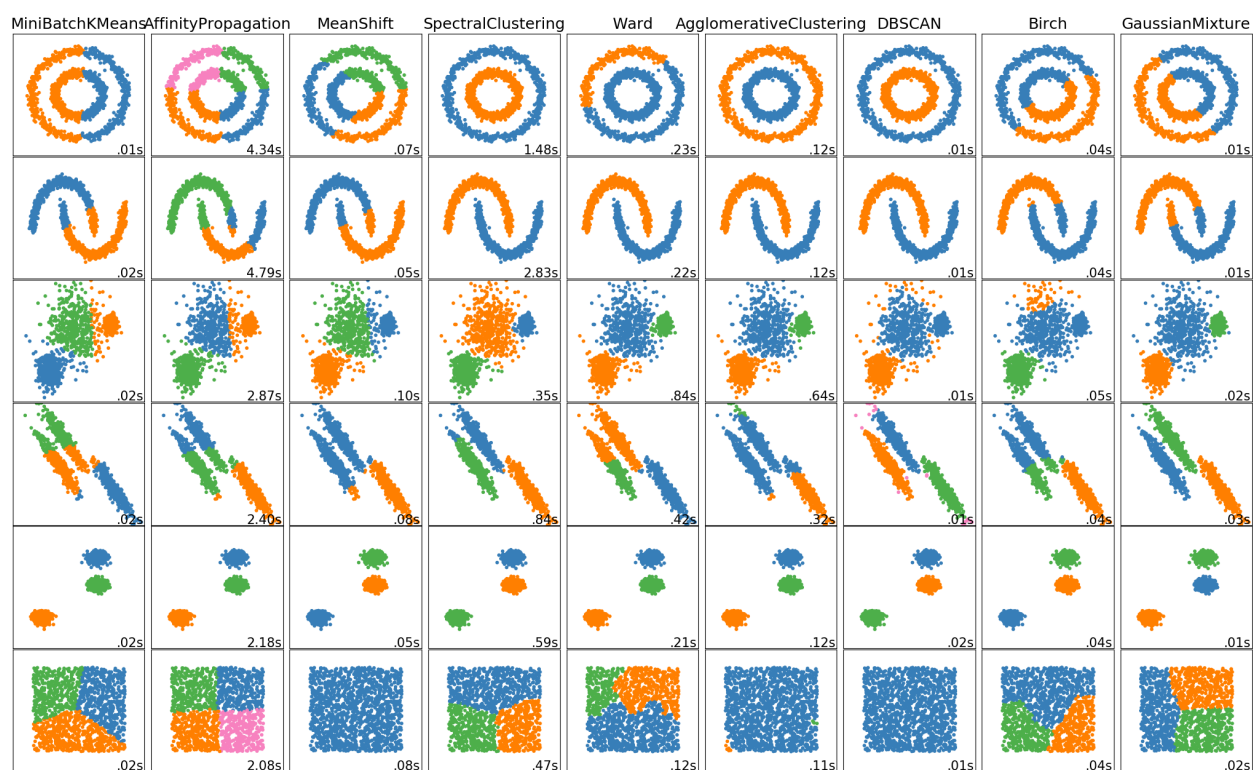 MiniBatchKMeans AffinityPropagation MeanShift SpectralClustering Ward AgglomerativeClustering DBSCAN Birch GaussianMixture
.01s 4.34s .07s 1.48s .23s .12s .01s .04s .01s
.02s 4.79s .05s 2.83s .22s .12s .01s .04s .01s
.02s 2.87s .10s .35s .84s .64s .01s .05s .02s
.02s 2.40s .08s .84s .42s .32s .01s .04s .03s
.02s 2.18s .05s .59s .21s .12s .02s .04s .01s
.02s 2.08s .08s .47s .12s .11s .01s .04s .02s